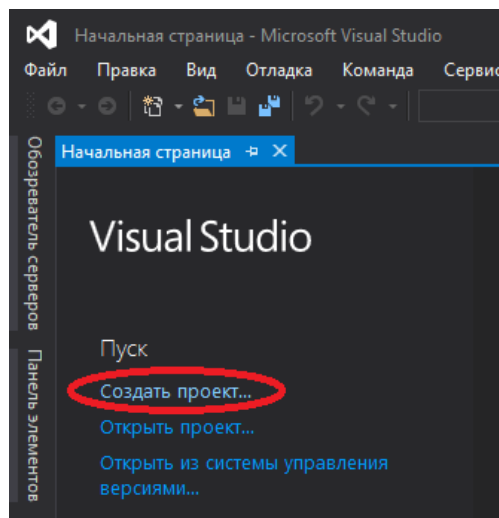 Начальная страница - Microsoft Visual Studio
Файл Правка Вид Отладка Команда Сервис
Обозреватель серверов
Панель элементов
Начальная страница
Visual Studio
Пуск
Создать проект...
Открыть проект...
Открыть из системы управления
версиями...